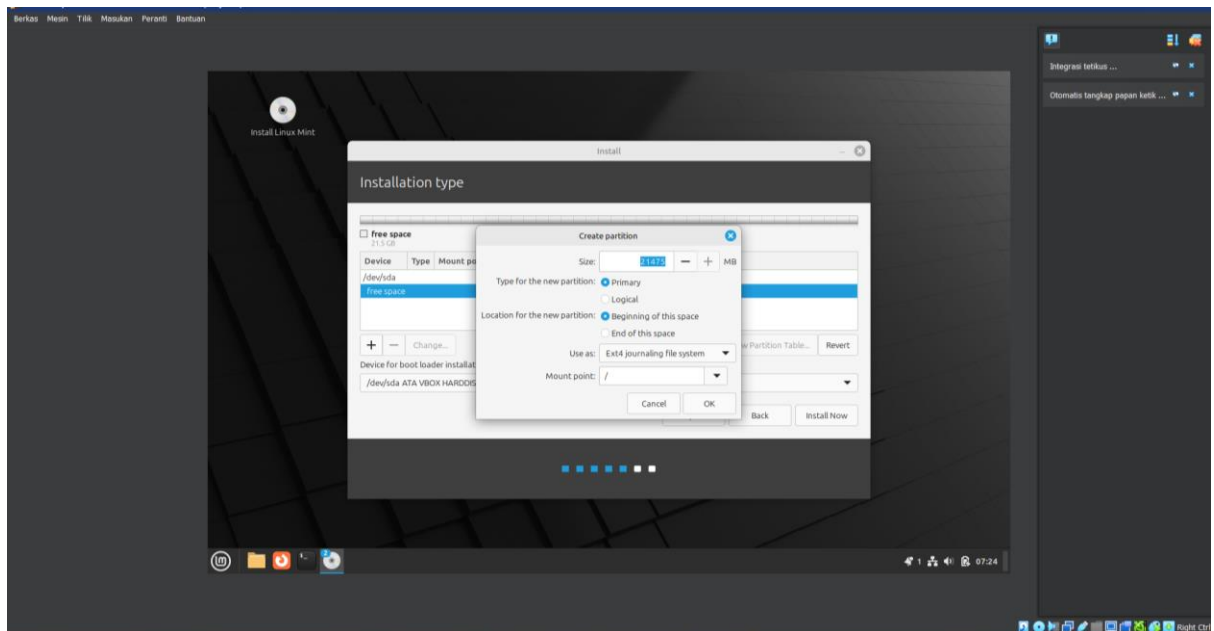 Berkas Mesin Tilik Masukan Peranti Bantuan
Integrasi tetikus ...
Otomatis tangkap papan ketik ...
Install Linux Mint
Install
Installation type
free space
21.5 GB
Device Type Mount po
/dev/sda
free space
+ − Change...
w Partition Table... Revert
Device for boot loader installat
/dev/sda ATA VBOX HARDDIS
Back Install Now
Create partition
Size: 21475 − + MB
Type for the new partition: Primary
Logical
Location for the new partition: Beginning of this space
End of this space
Use as: Ext4 journaling file system
Mount point: /
Cancel OK
1 07:24
Right Ctrl